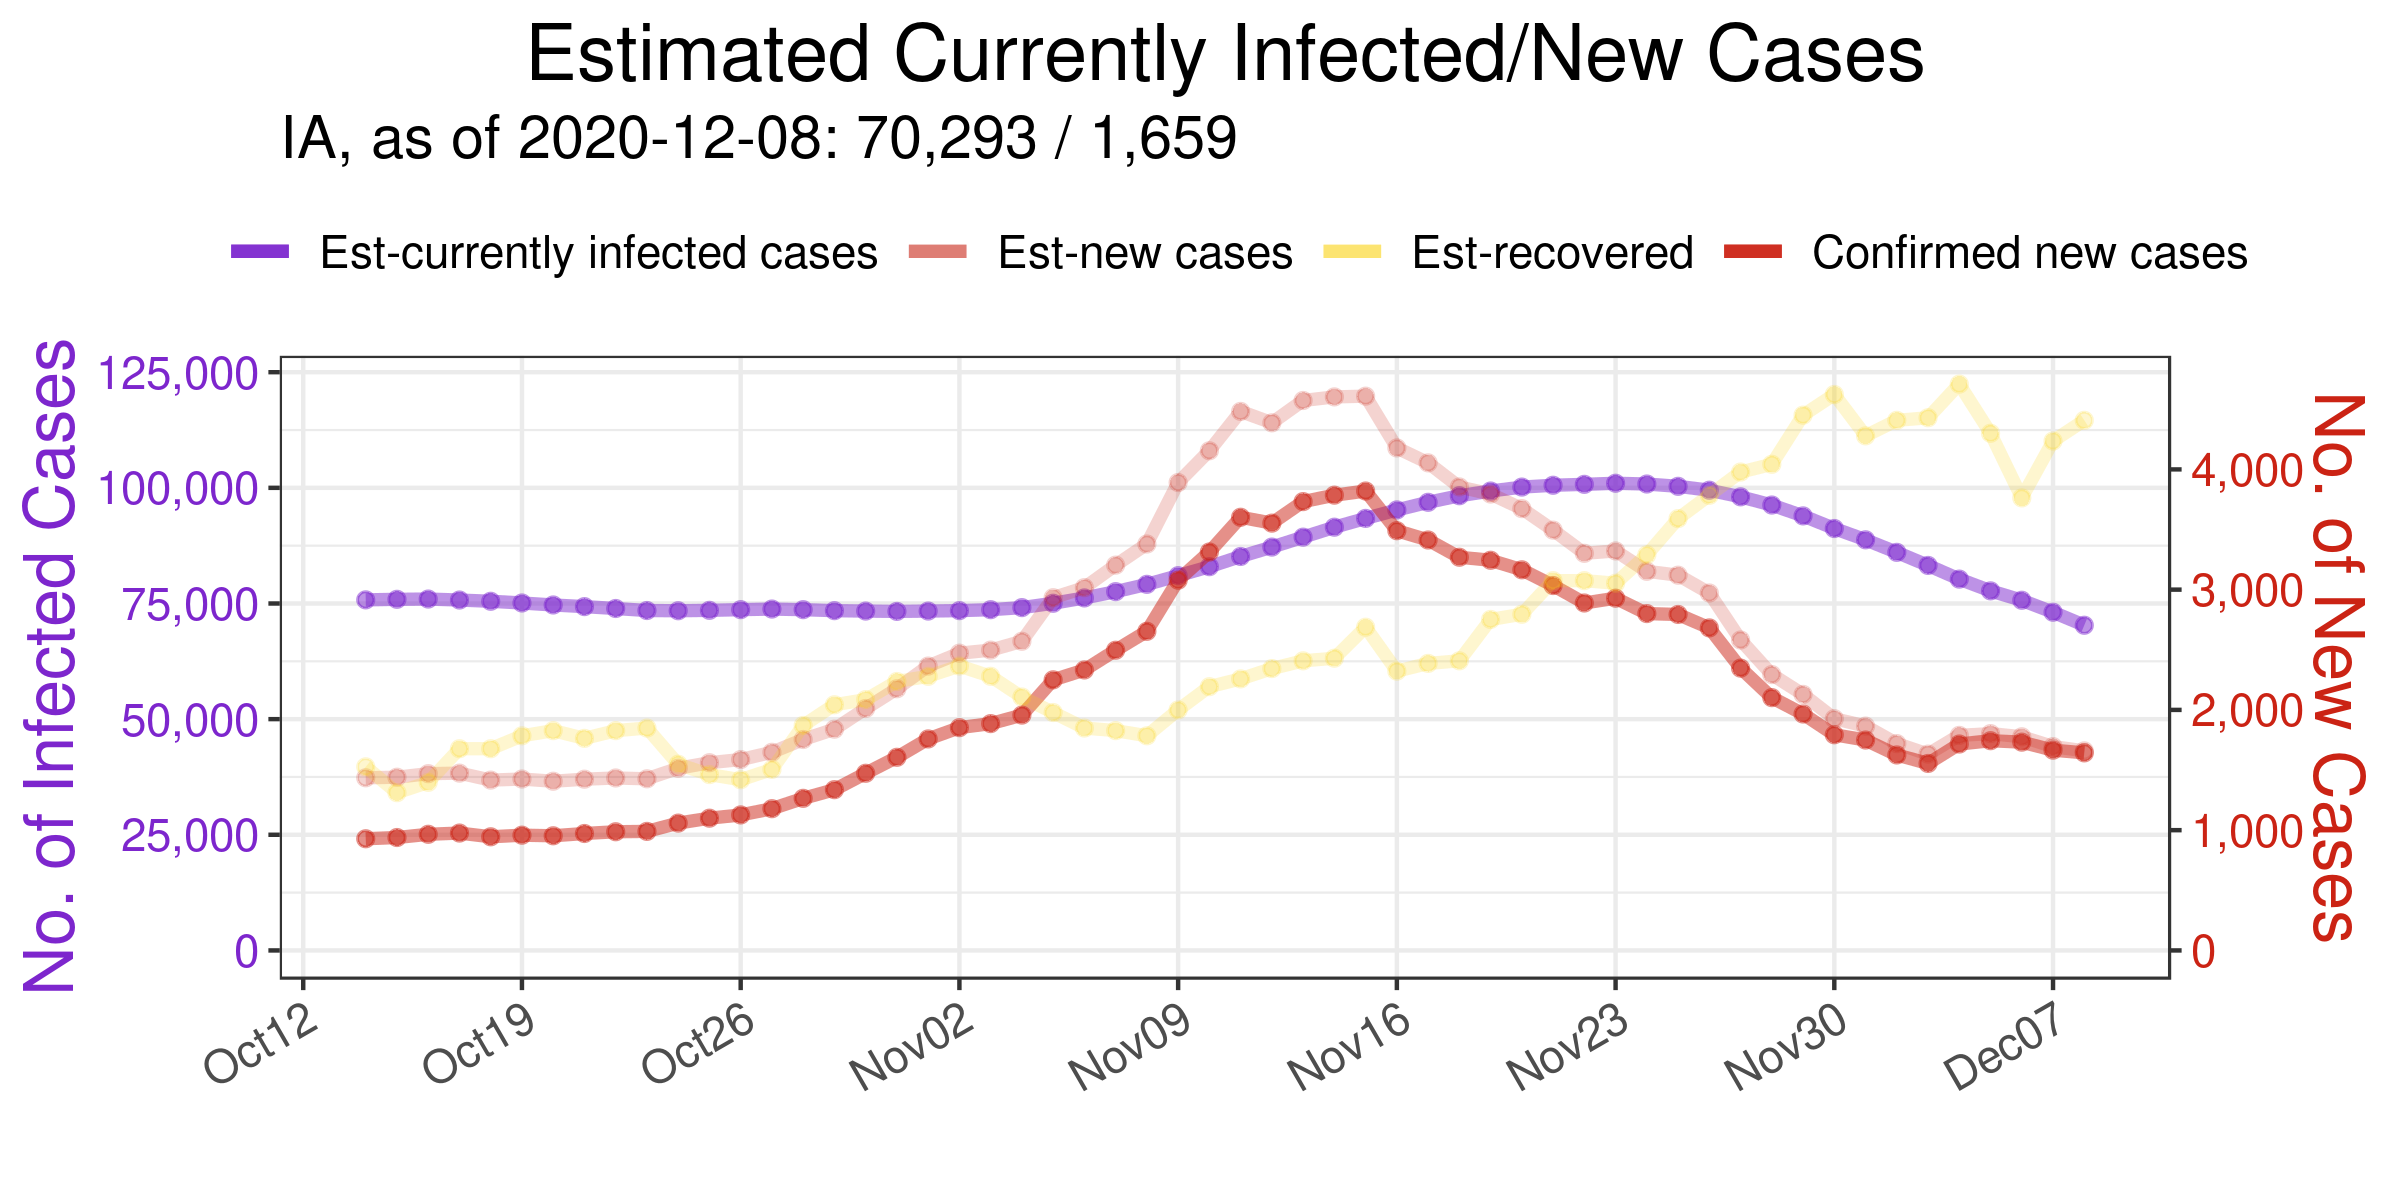 Estimated Currently Infected/New Cases
IA, as of 2020-12-08: 70,293 / 1,659
Est-currently infected cases Est-new cases Est-recovered Confirmed new cases
No. of Infected Cases
125,000
100,000
75,000
50,000
25,000
0
4,000
3,000
2,000
1,000
0
No. of New Cases
Oct12 Oct19 Oct26 Nov02 Nov09 Nov16 Nov23 Nov30 Dec07